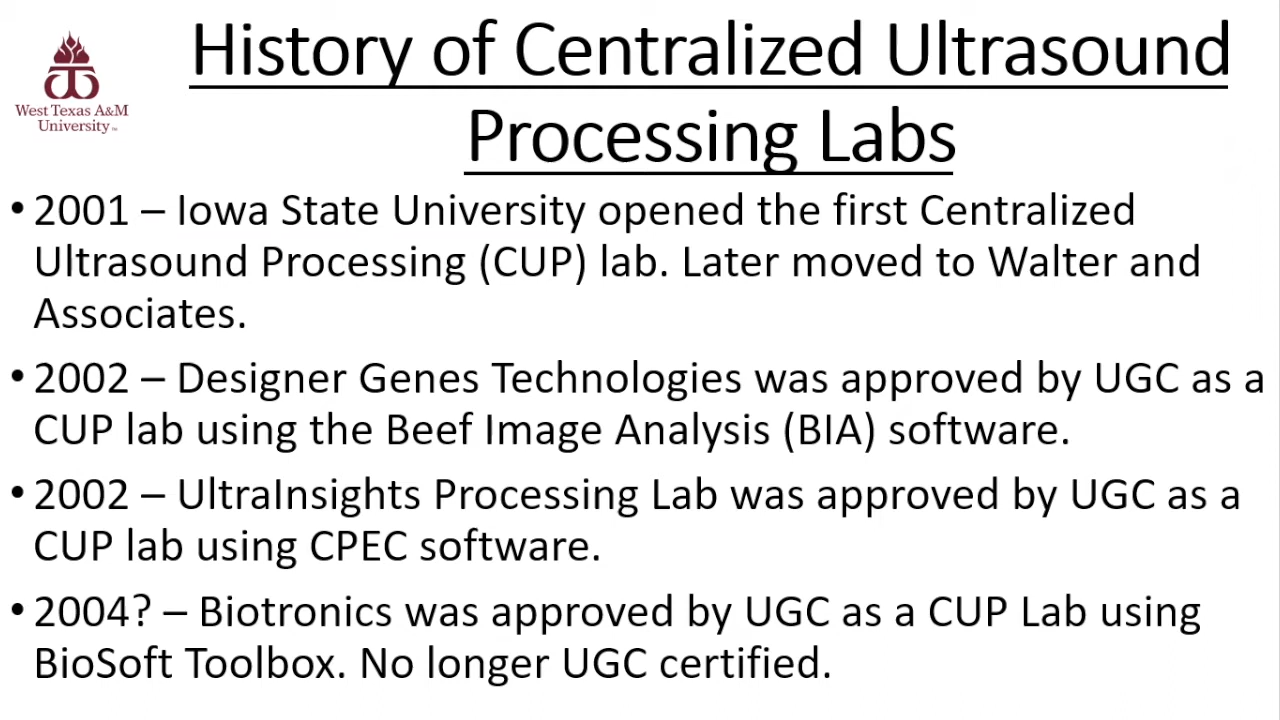 West Texas A&M
University™
History of Centralized Ultrasound
Processing Labs
• 2001 – Iowa State University opened the first Centralized
Ultrasound Processing (CUP) lab. Later moved to Walter and
Associates.
• 2002 – Designer Genes Technologies was approved by UGC as a
CUP lab using the Beef Image Analysis (BIA) software.
• 2002 – UltraInsights Processing Lab was approved by UGC as a
CUP lab using CPEC software.
• 2004? – Biotronics was approved by UGC as a CUP Lab using
BioSoft Toolbox. No longer UGC certified.